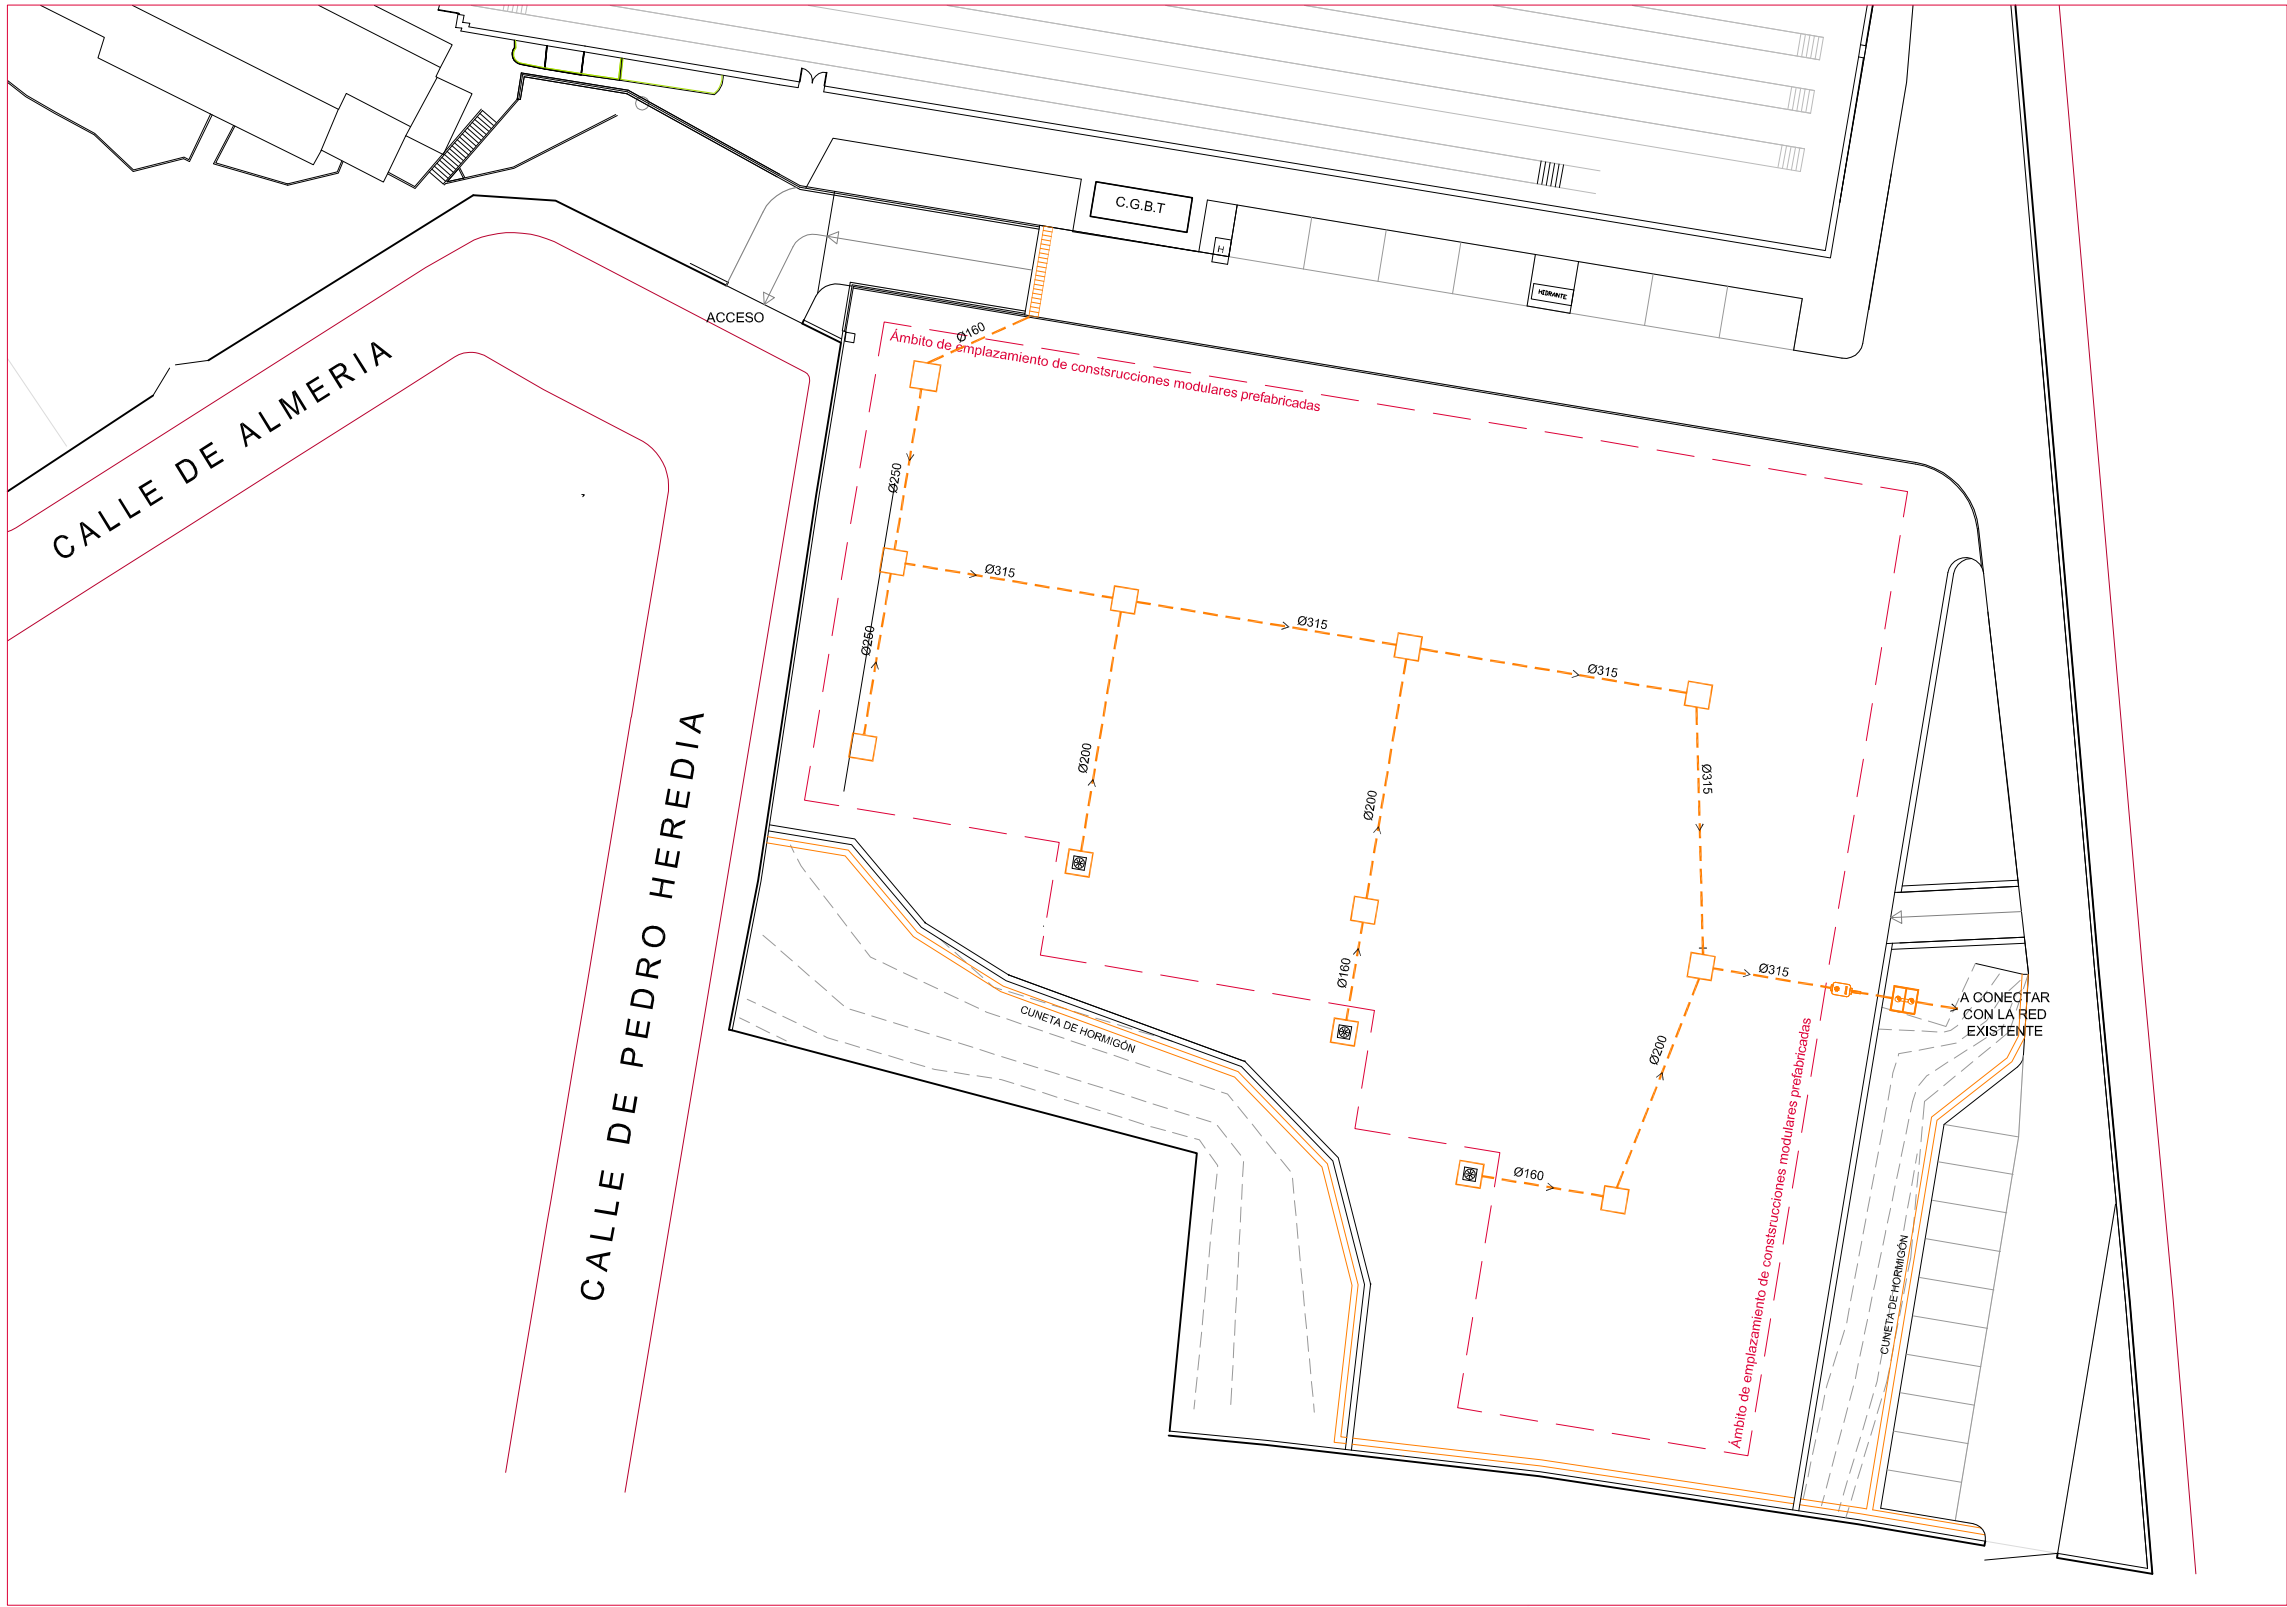 C.G.B.T
H
HIDRANTE
ACCESO
Ø160
Ámbito de emplazamiento de constsrucciones modulares prefabricadas
CALLE DE ALMERIA
Ø250
Ø315
Ø315
Ø250
Ø315
CALLE DE PEDRO HEREDIA
Ø200
Ø315
Ø200
Ø160
Ø315
A CONECTAR
CON LA RED
EXISTENTE
CUNETA DE HORMIGÓN
Ø200
Ø160
Ámbito de emplazamiento de constsrucciones modulares prefabricadas
CUNETA DE HORMIGÓN